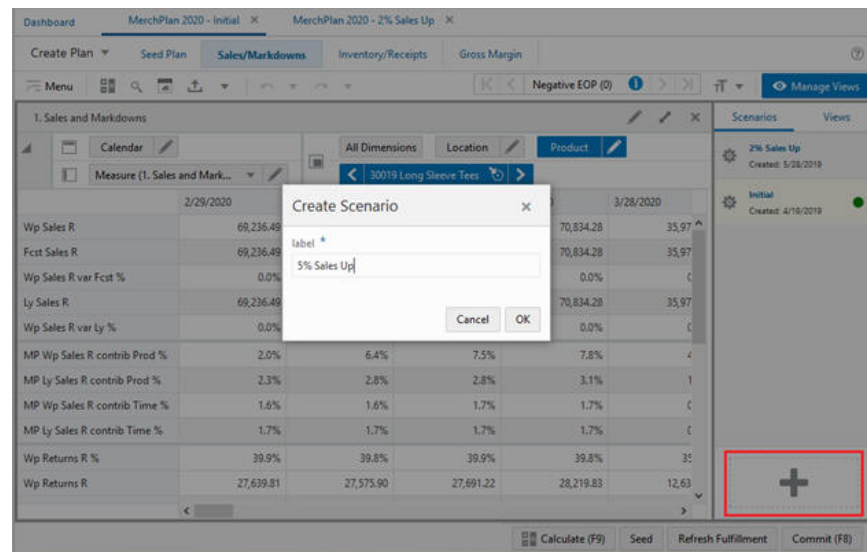 Dashboard MerchPlan 2020 - Initial × MerchPlan 2020 - 2% Sales Up ×
Create Plan Seed Plan Sales/Markdowns Inventory/Receipts Gross Margin
Menu Negative EOP (0) Manage Views
1. Sales and Markdowns Scenarios Views
Calendar All Dimensions Location Product
2% Sales Up
Created: 5/28/2019
Measure (1. Sales and Mark... 30019 Long Sleeve Tees
Initial
Created: 4/19/2019
2/29/2020 3/28/2020
Create Scenario ×
label *
5% Sales Up
Cancel OK
Wp Sales R 69,236.49 70,834.28 35,97
Fcst Sales R 69,236.49 70,834.28 35,97
Wp Sales R var Fcst % 0.0% 0.0%
Ly Sales R 69,236.49 70,834.28 35,97
Wp Sales R var Ly % 0.0% 0.0%
MP Wp Sales R contrib Prod % 2.0% 6.4% 7.5% 7.8%
MP Ly Sales R contrib Prod % 2.3% 2.8% 2.8% 3.1%
MP Wp Sales R contrib Time % 1.6% 1.6% 1.7% 1.7%
MP Ly Sales R contrib Time % 1.7% 1.7% 1.7% 1.7%
Wp Returns R % 39.9% 39.8% 39.9% 39.8%
Wp Returns R 27,639.81 27,575.90 27,691.22 28,219.83 12,63
Calculate (F9) Seed Refresh Fulfillment Commit (F8)